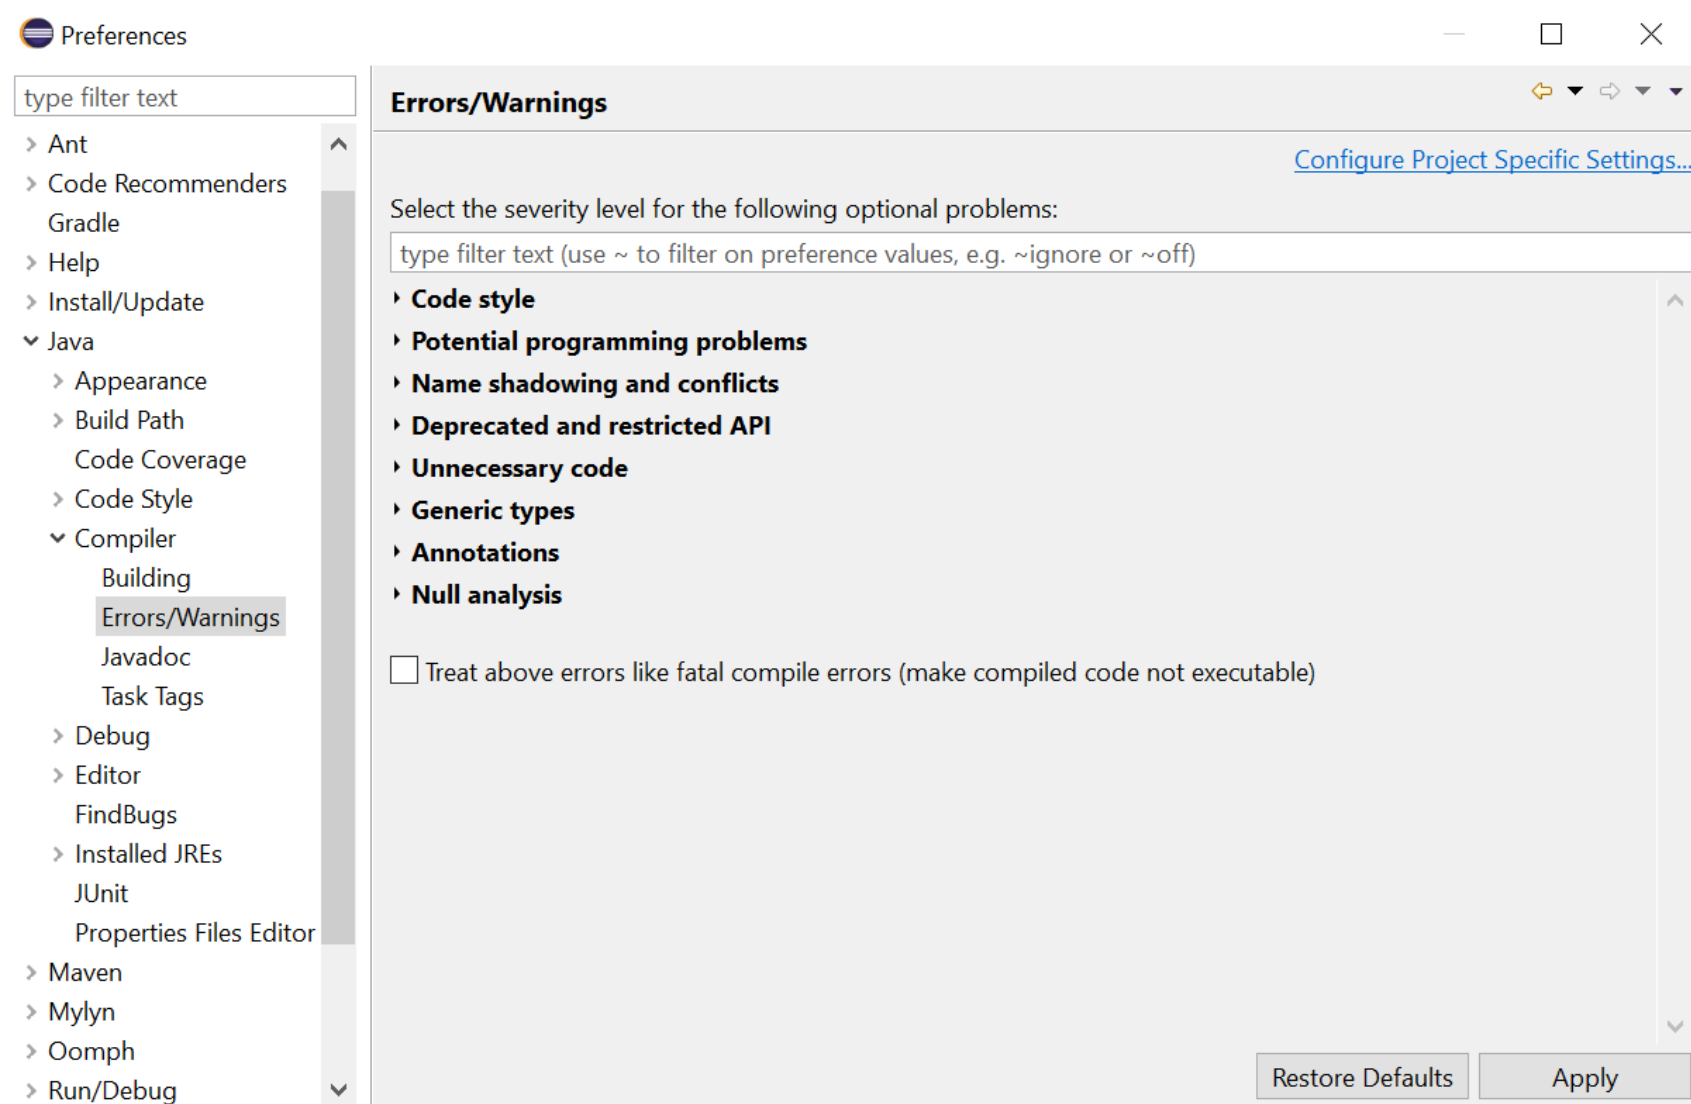 Preferences
type filter text
Ant
Code Recommenders
Gradle
Help
Install/Update
Java
Appearance
Build Path
Code Coverage
Code Style
Compiler
Building
Errors/Warnings
Javadoc
Task Tags
Debug
Editor
FindBugs
Installed JREs
JUnit
Properties Files Editor
Maven
Mylyn
Oomph
Run/Debug
Errors/Warnings
Configure Project Specific Settings...
Select the severity level for the following optional problems:
type filter text (use ~ to filter on preference values, e.g. ~ignore or ~off)
Code style
Potential programming problems
Name shadowing and conflicts
Deprecated and restricted API
Unnecessary code
Generic types
Annotations
Null analysis
Treat above errors like fatal compile errors (make compiled code not executable)
Restore Defaults
Apply